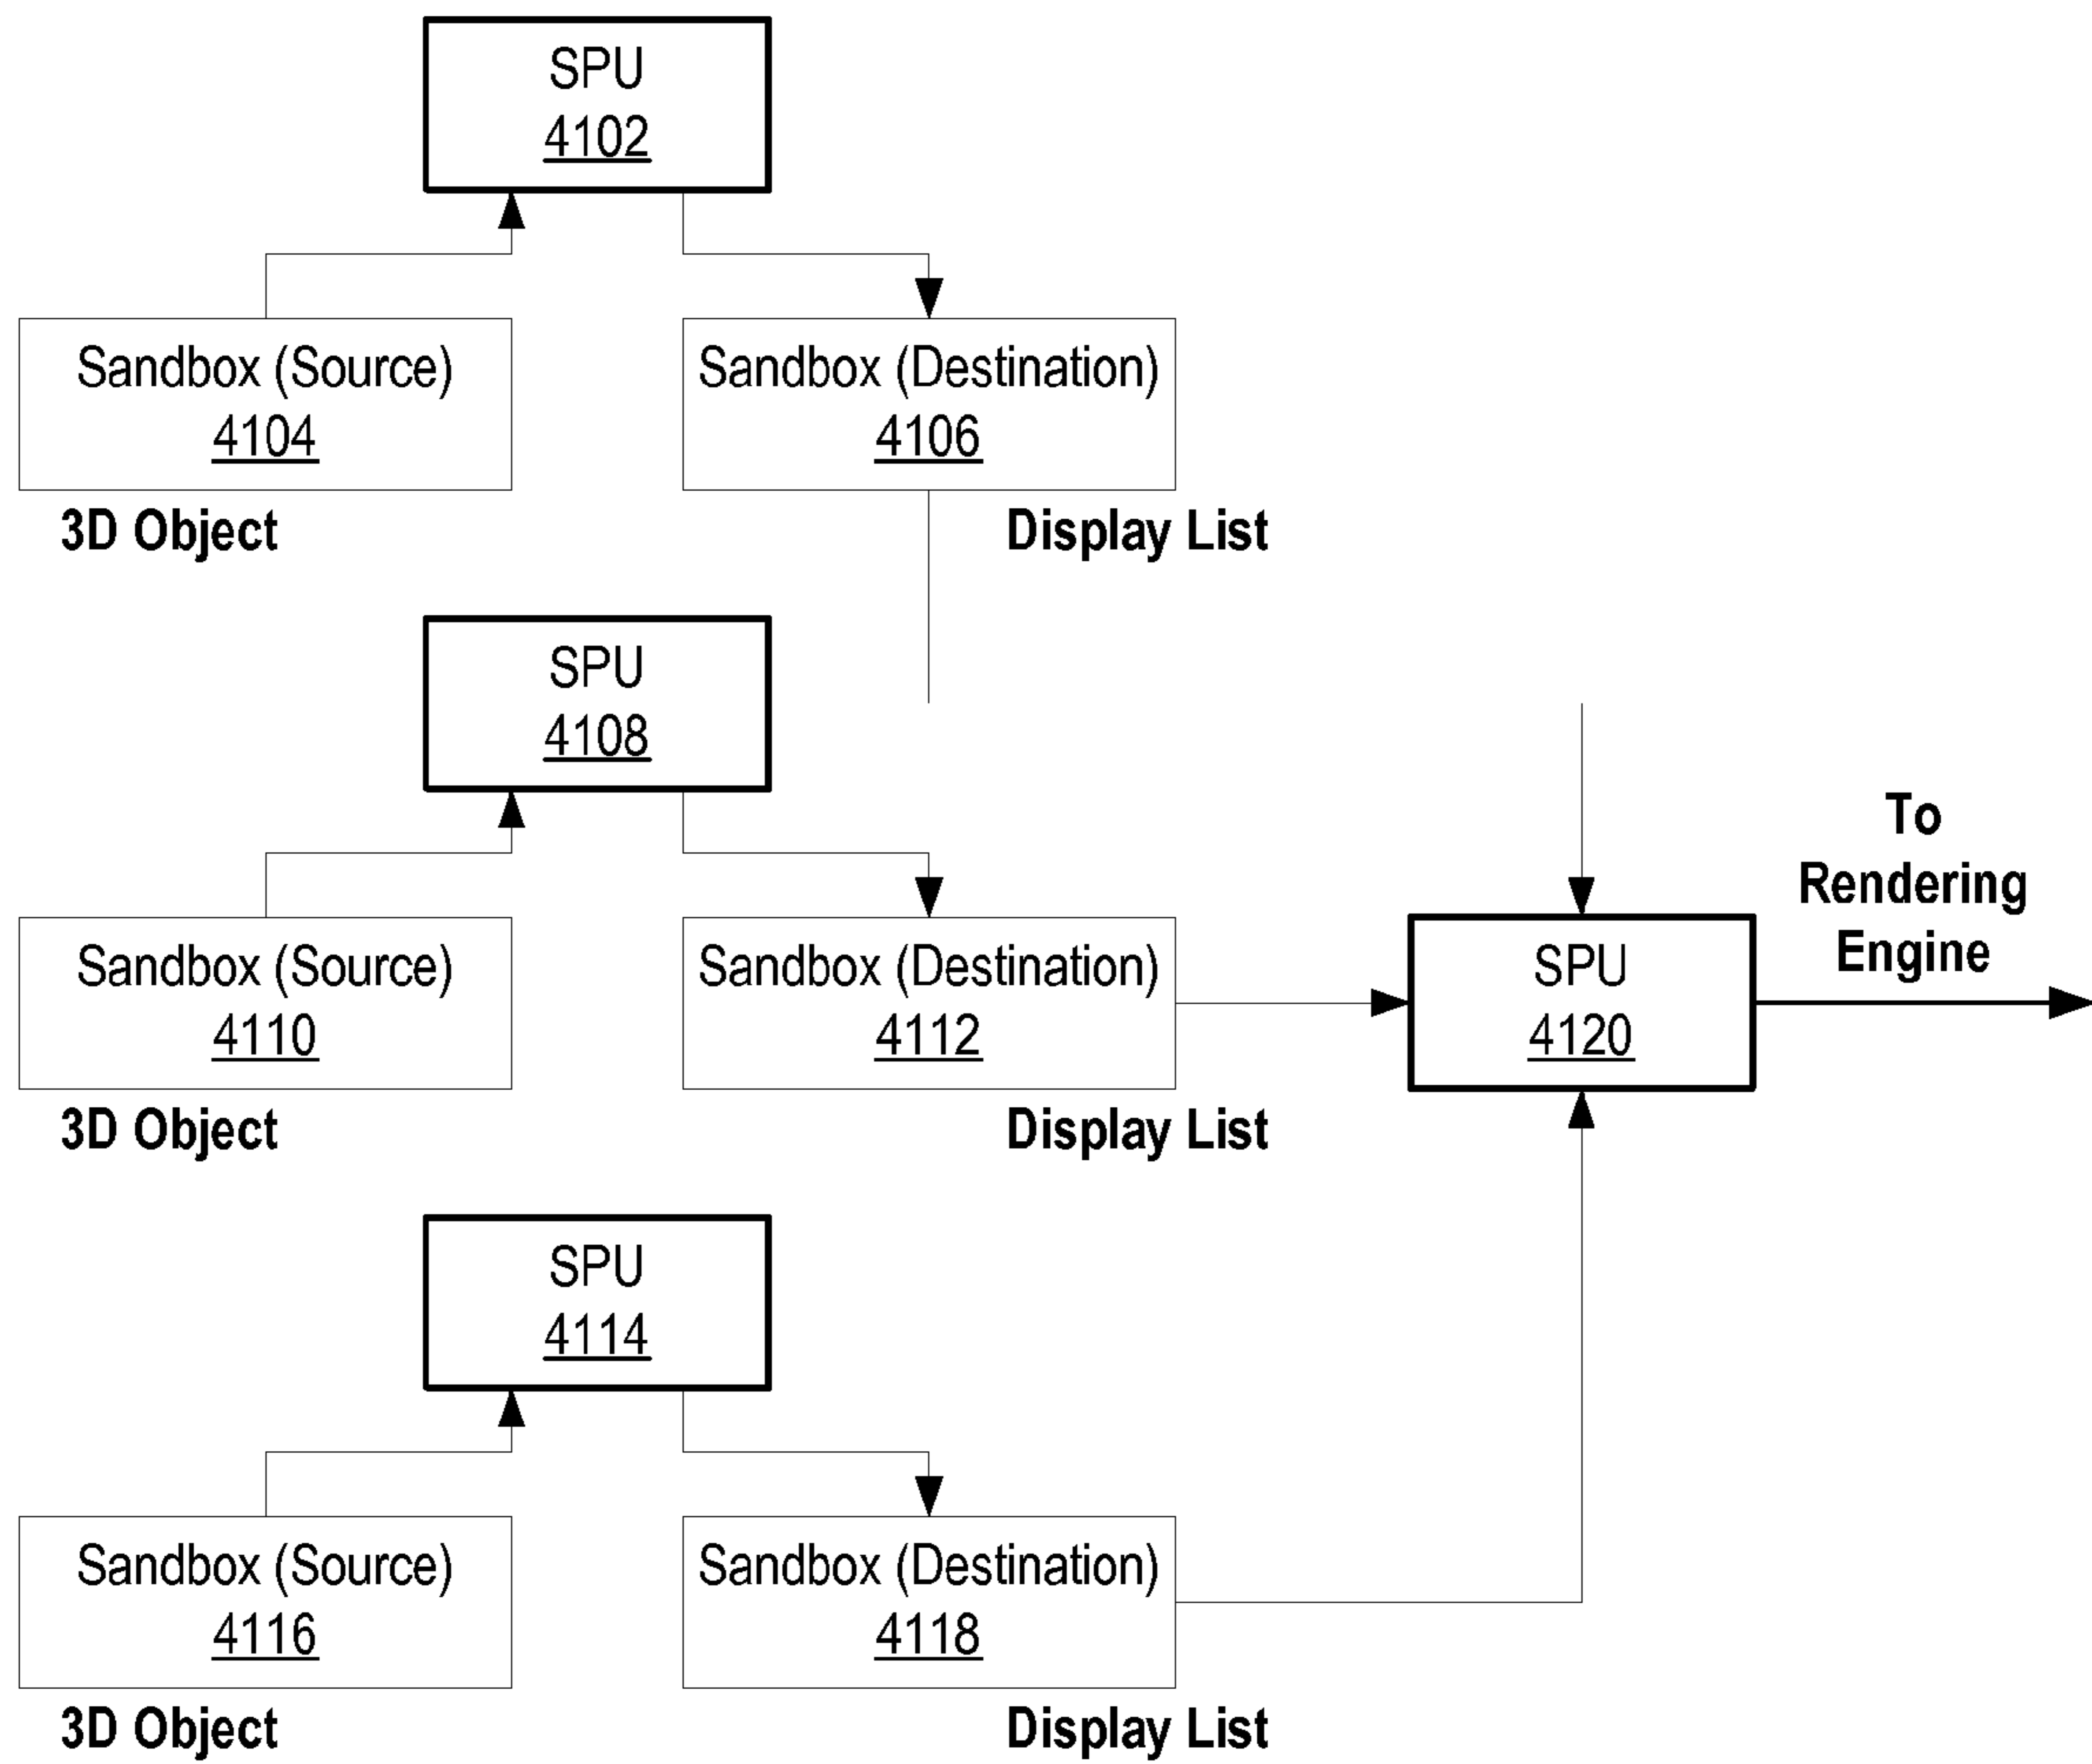 SPU
4102
Sandbox (Source)
4104
Sandbox (Destination)
4106
3D Object
Display List
SPU
4108
Sandbox (Source)
4110
Sandbox (Destination)
4112
SPU
4120
To
Rendering
Engine
3D Object
Display List
SPU
4114
Sandbox (Source)
4116
Sandbox (Destination)
4118
3D Object
Display List